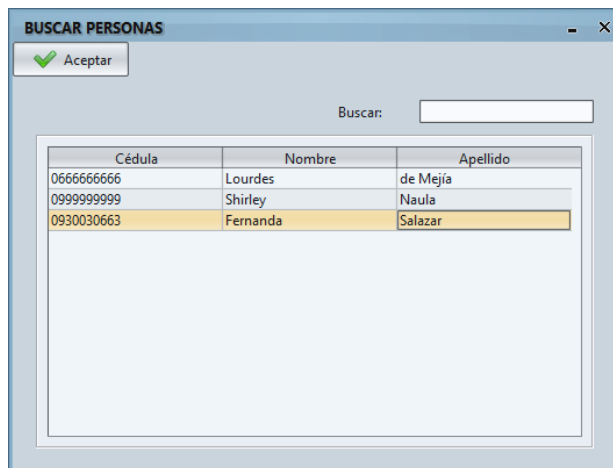 BUSCAR PERSONAS
Aceptar
Buscar:
Cédula Nombre Apellido
0666666666 Lourdes de Mejía
0999999999 Shirley Naula
0930030663 Fernanda Salazar